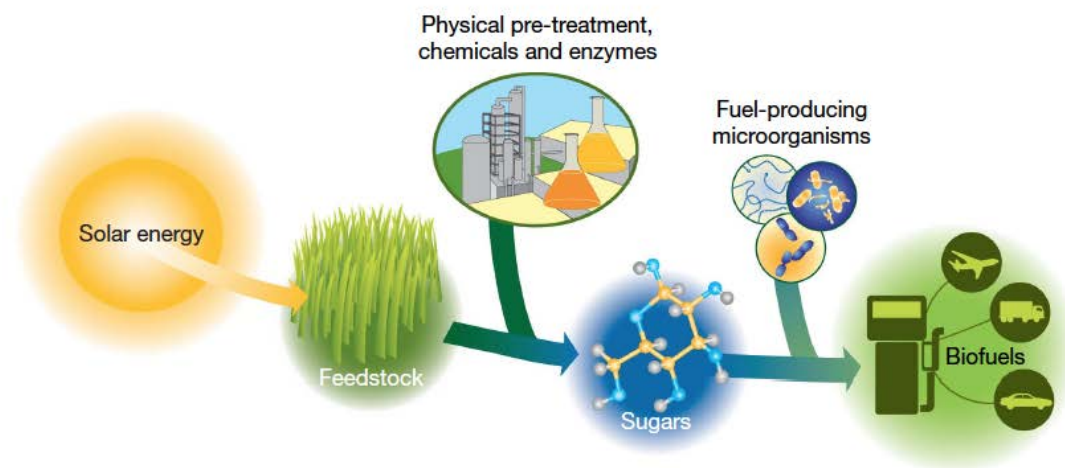 Physical pre-treatment,
chemicals and enzymes
Fuel-producing
microorganisms
Solar energy
Feedstock
Sugars
Biofuels